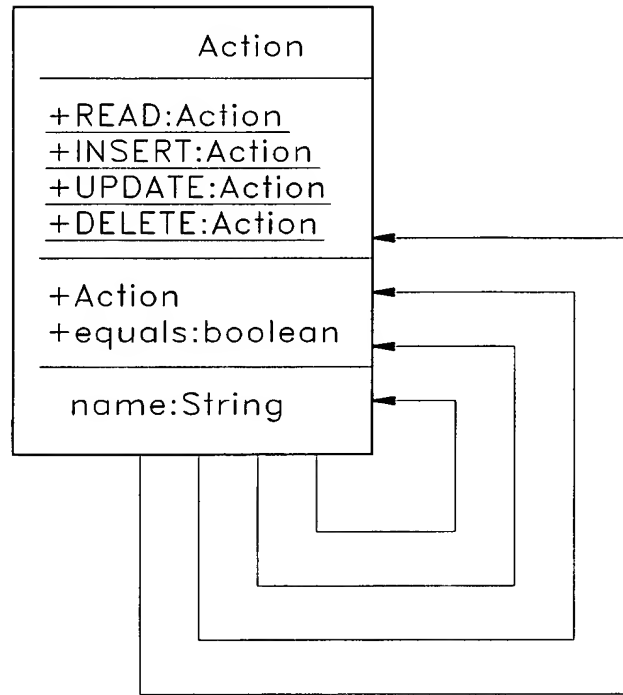 Action
+READ:Action
+INSERT:Action
+UPDATE:Action
+DELETE:Action
+Action
+equals:boolean
name:String